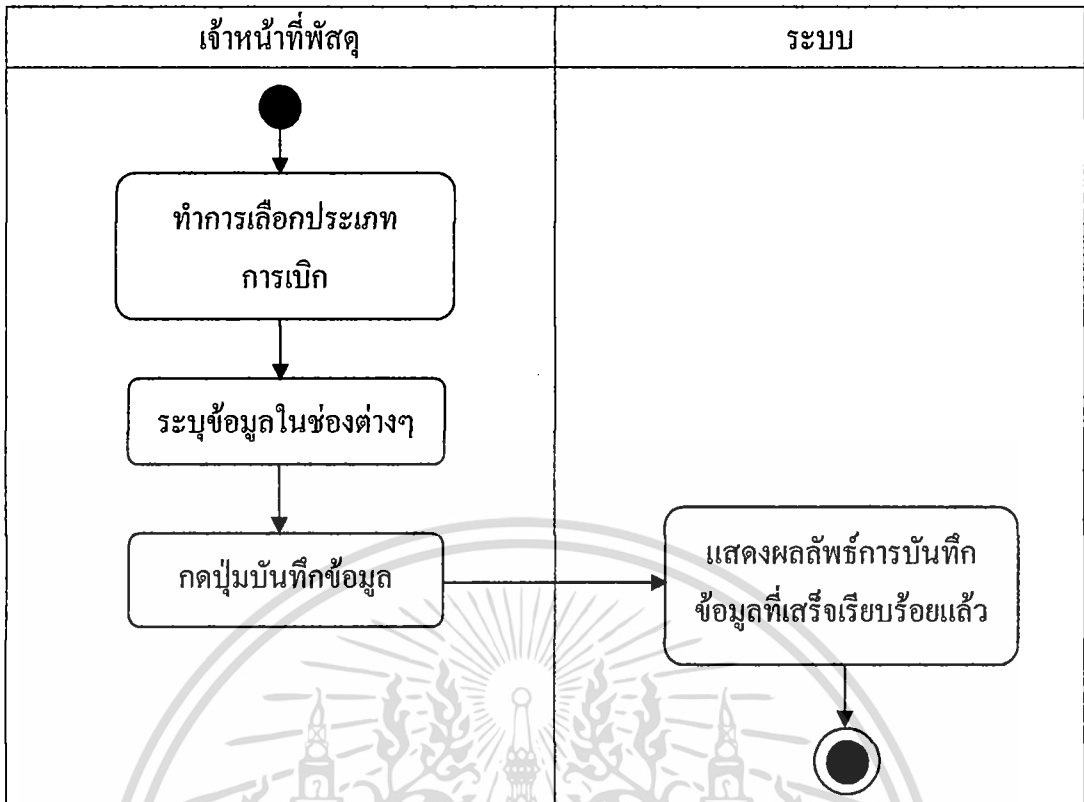 เจ้าหน้าที่พัสดุ
ระบบ
ทำการเลือกประเภท
การเบิก
ระบุข้อมูลในช่องต่างๆ
กดปุ่มบันทึกข้อมูล
แสดงผลลัพธ์การบันทึก
ข้อมูลที่เสร็จเรียบร้อยแล้ว